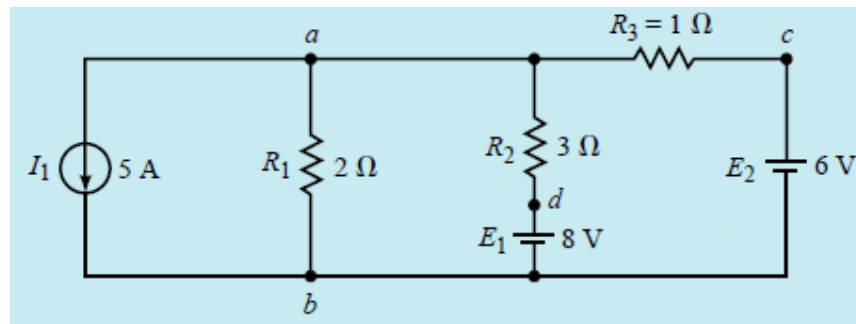 a
R₃ = 1 Ω
c
I₁
5 A
R₁
2 Ω
R₂
3 Ω
E₂
6 V
d
E₁
8 V
b